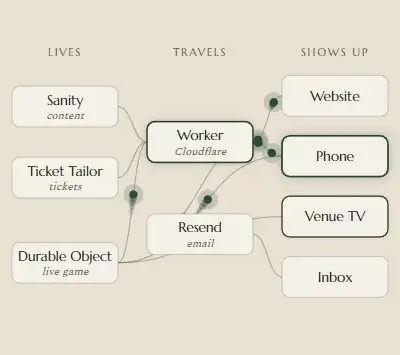 LIVES
TRAVELS
SHOWS UP
Sanity
content
Ticket Tailor
tickets
Durable Object
live game
Worker
Cloudflare
Resend
email
Website
Phone
Venue TV
Inbox